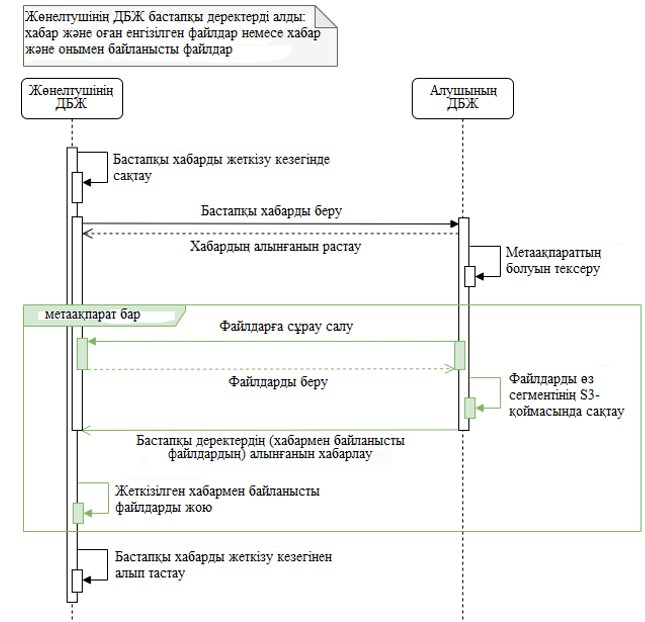 Жөнелтушінің ДБЖ бастапқы деректерді алды:
хабар және оған енгізілген файлдар немесе хабар
және онымен байланысты файлдар
Жөнелтушінің
ДБЖ
Алушының
ДБЖ
Бастапқы хабарды жеткізу кезегінде
сақтау
Бастапқы хабарды беру
Хабардың алынғанын растау
Метаақпараттың
болуын тексеру
метаақпарат бар
Файлдарға сұрау салу
Файлдарды беру
Файлдарды өз
сегментінің S3-
қоймасында сақтау
Бастапқы деректердің (хабармен байланысты
файлдардың) алынғанын хабарлау
Жеткізілген хабармен байланысты
файлдарды жою
Бастапқы хабарды жеткізу кезегінен
алып тастау